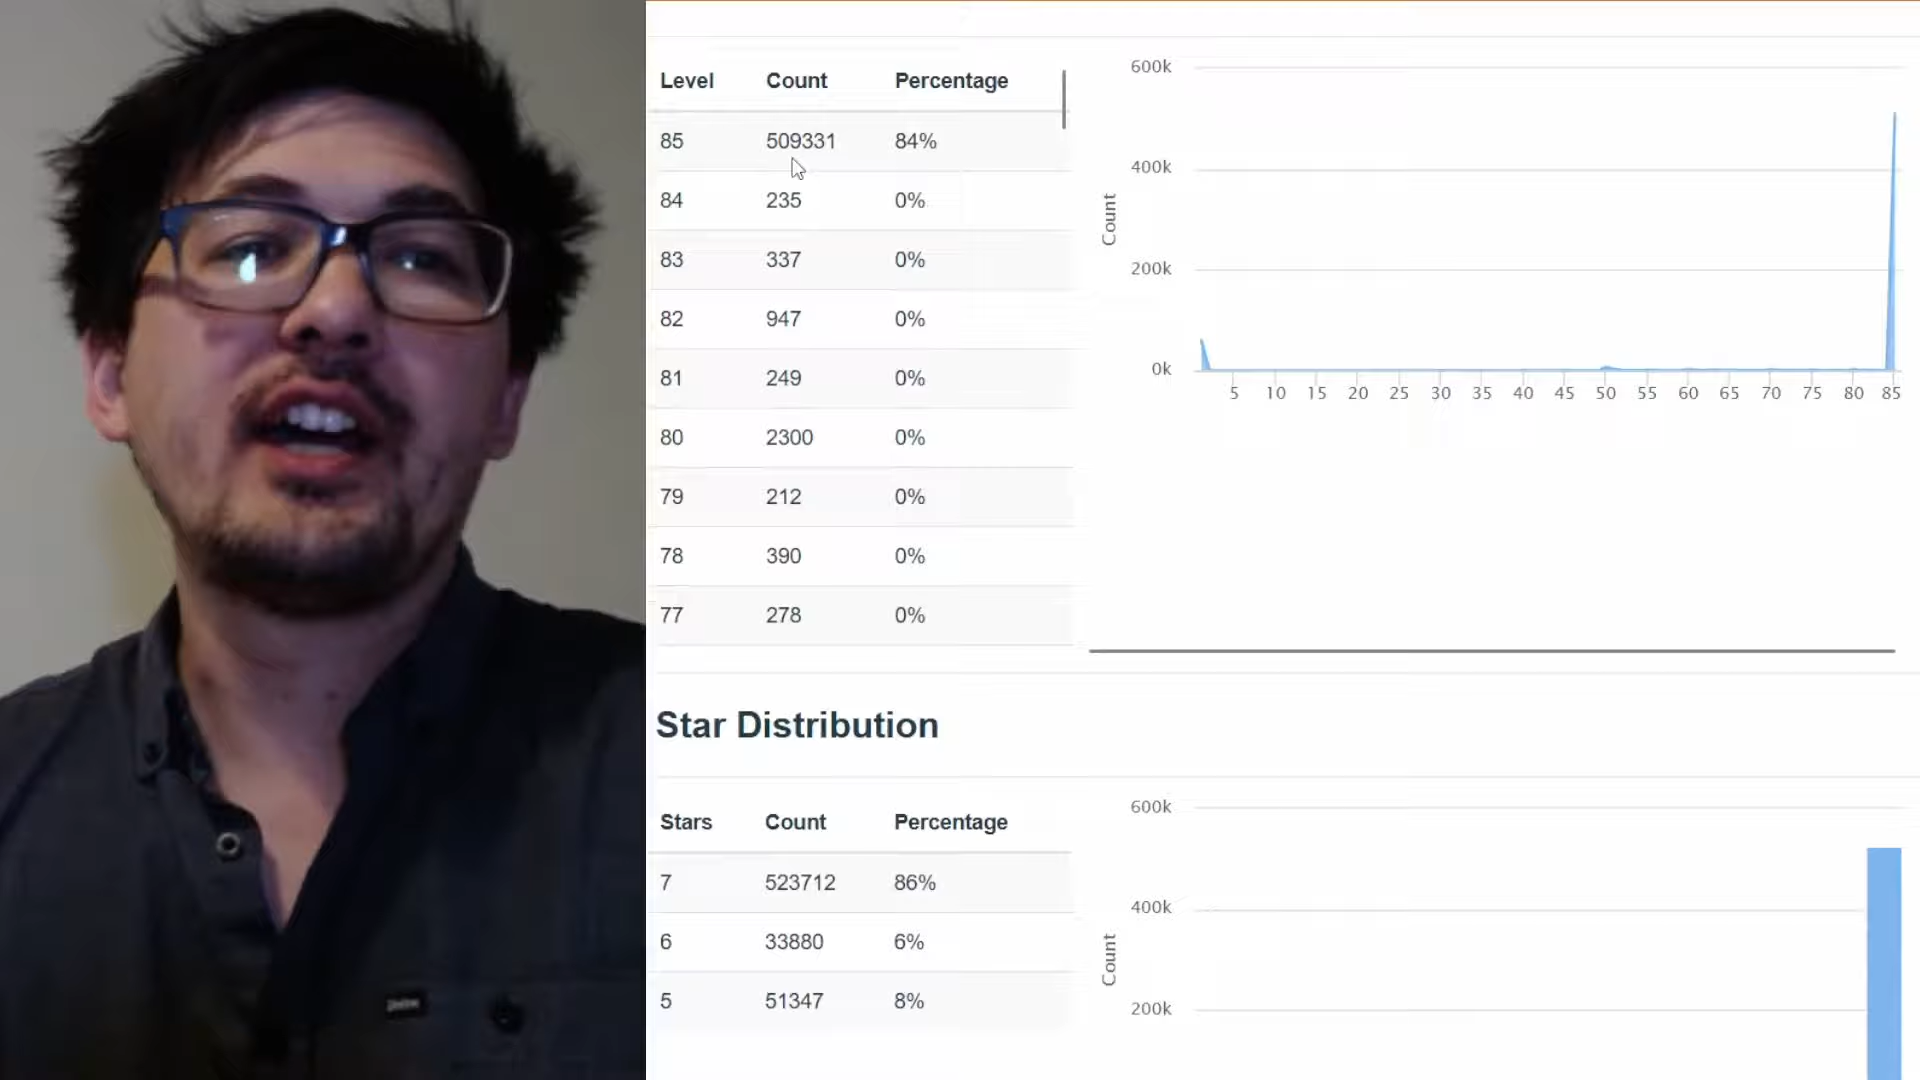 Level Count Percentage
85 509331 84%
84 235 0%
83 337 0%
82 947 0%
81 249 0%
80 2300 0%
79 212 0%
78 390 0%
77 278 0%
600k
400k
200k
0k
Count
5 10 15 20 25 30 35 40 45 50 55 60 65 70 75 80 85
Star Distribution
Stars Count Percentage
7 523712 86%
6 33880 6%
5 51347 8%
600k
400k
200k
Count